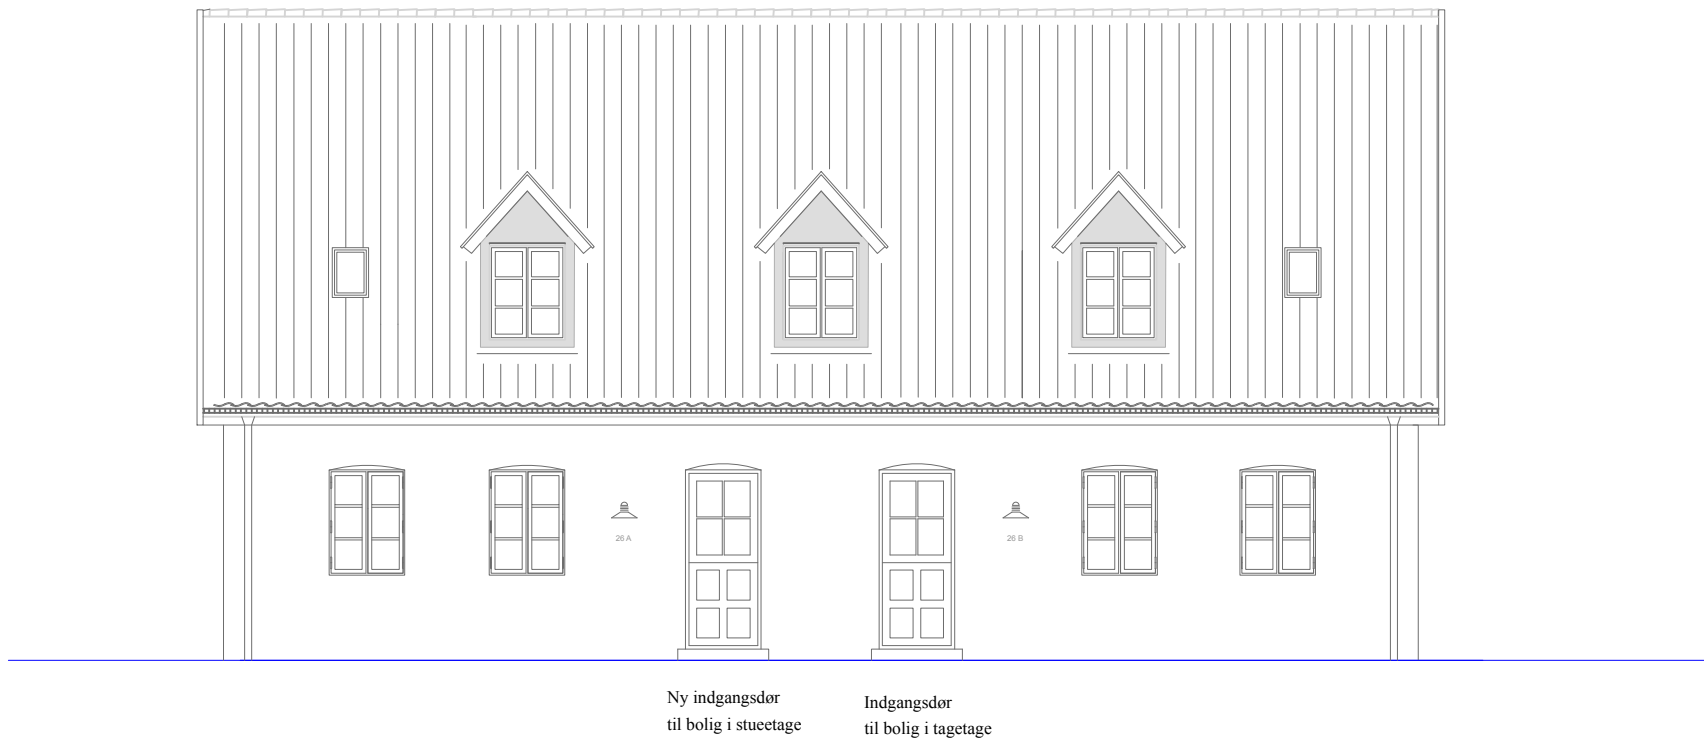 26 A
26 B
Ny indgangsdør
til bolig i stueetage
Indgangsdør
til bolig i tagetage